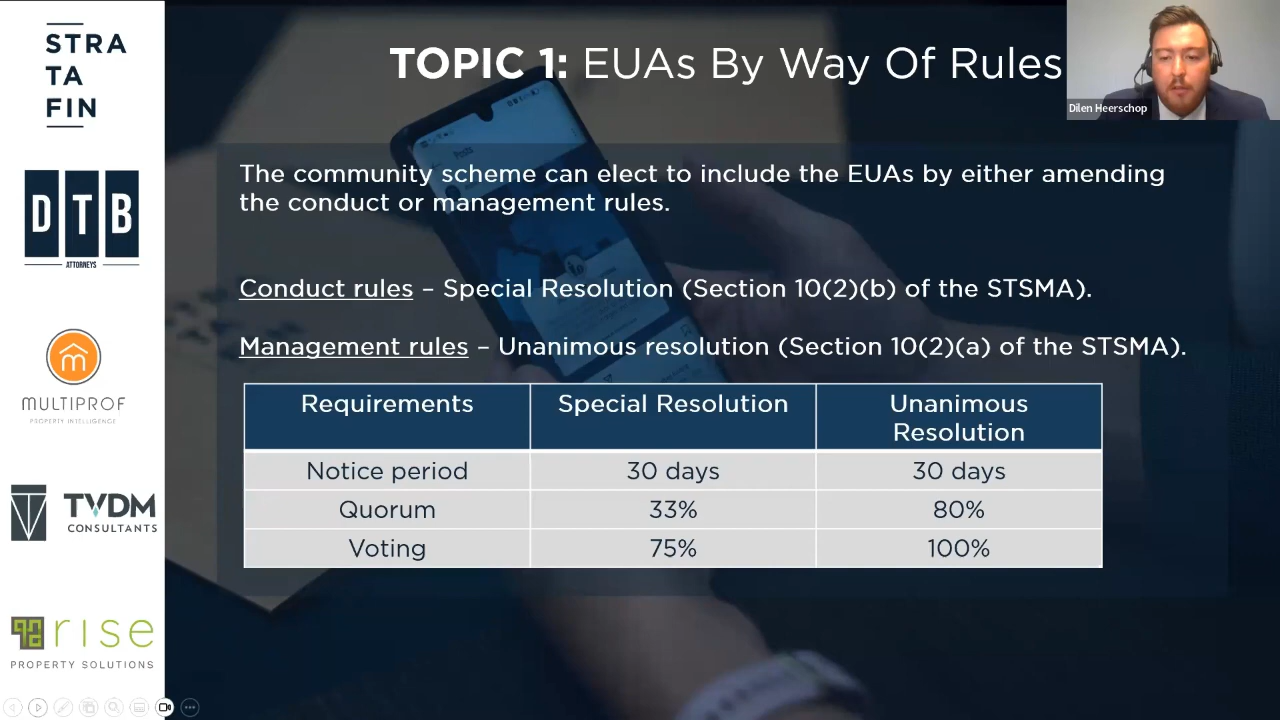 STRA
TA
FIN
DTB
ATTORNEYS
MULTIPROF
PROPERTY INTELLIGENCE
TVDM
CONSULTANTS
rise
PROPERTY SOLUTIONS
TOPIC 1: EUAs By Way Of Rules
Dilen Heerschop
Posts
The community scheme can elect to include the EUAs by either amending
the conduct or management rules.
Conduct rules – Special Resolution (Section 10(2)(b) of the STSMA).
Management rules – Unanimous resolution (Section 10(2)(a) of the STSMA).
Requirements Special Resolution Unanimous
Resolution
Notice period 30 days 30 days
Quorum 33% 80%
Voting 75% 100%